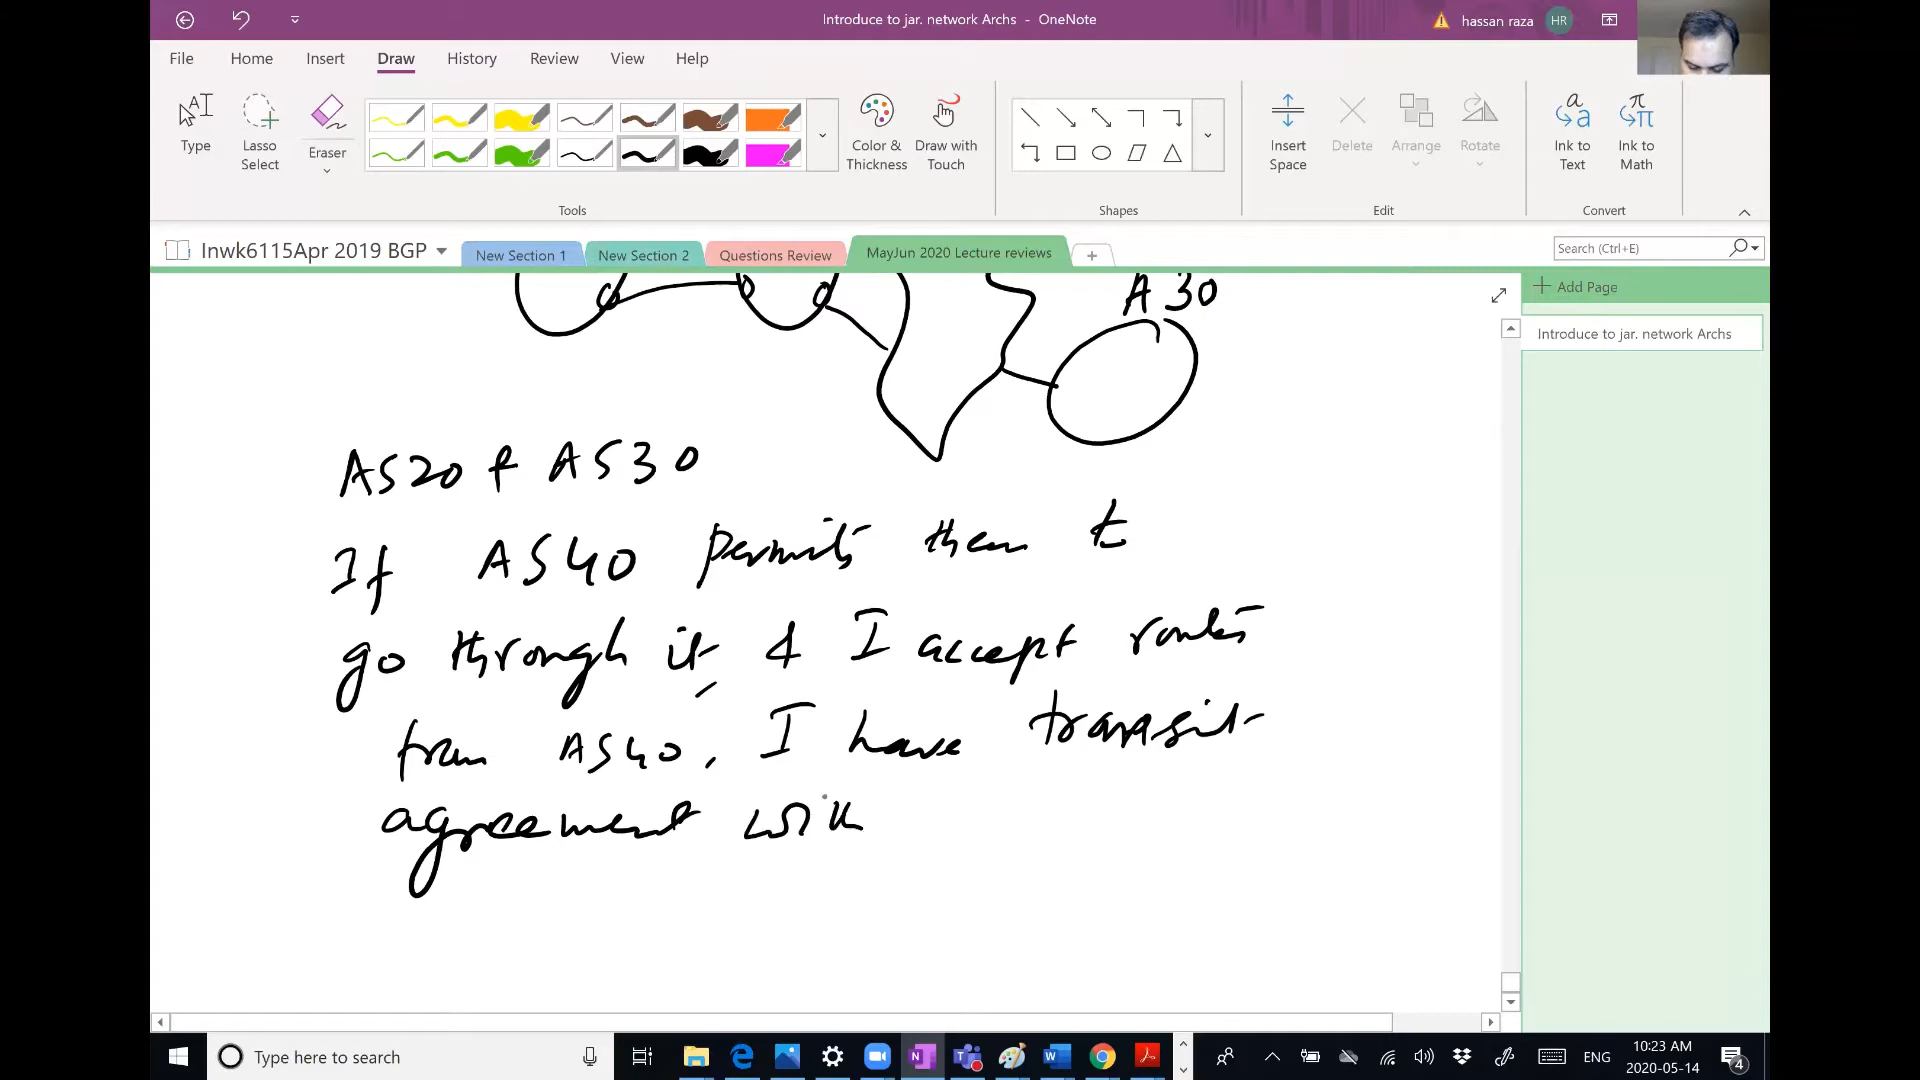 Introduce to jar. network Archs - OneNote
hassan raza HR
File Home Insert Draw History Review View Help
Type
Lasso Select
Eraser
Color & Thickness
Draw with Touch
Insert Space
Delete
Arrange
Rotate
Ink to Text
Ink to Math
Tools Shapes Edit Convert
Inwk6115Apr 2019 BGP New Section 1 New Section 2 Questions Review MayJun 2020 Lecture reviews Search (Ctrl+E)
Add Page
Introduce to jar. network Archs
A 30
AS20 & AS30
If AS40 permits them t
go through it & I accept routes
from AS40, I have transit
agreement with
Type here to search
ENG
10:23 AM
2020-05-14
4